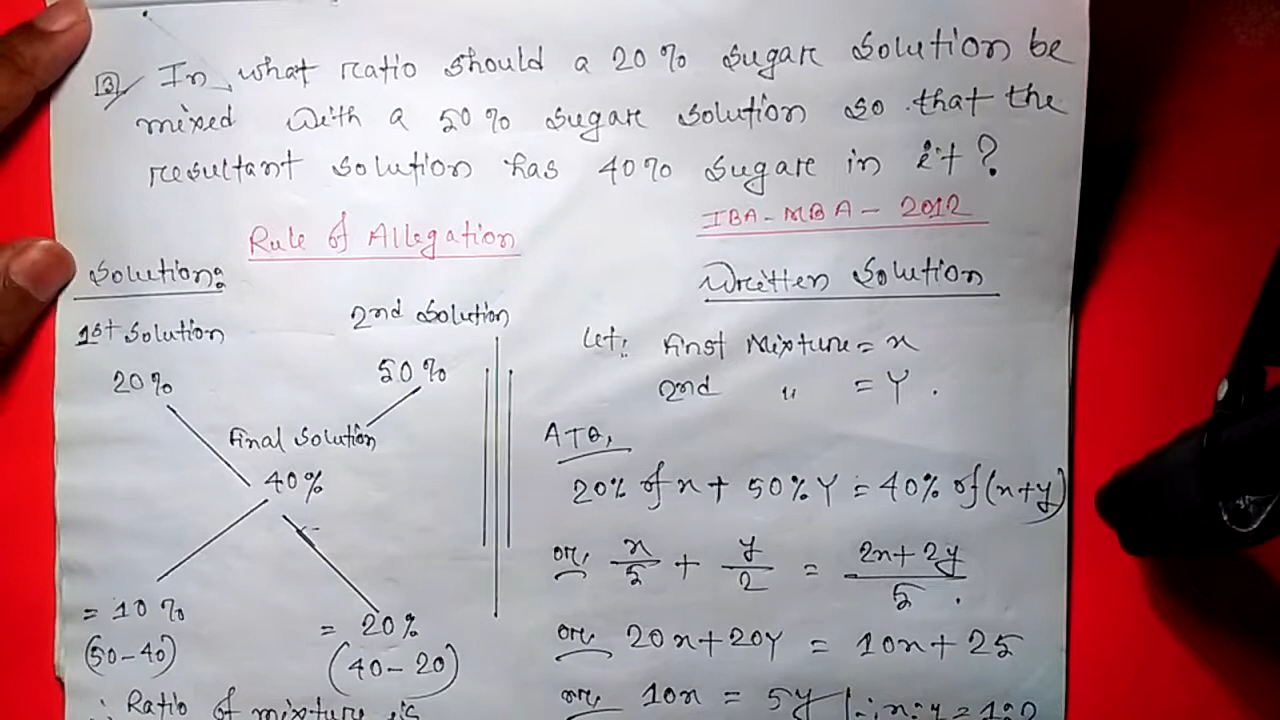 3) In what ratio should a 20% sugar solution be
mixed with a 50% sugar solution so that the
resultant solution has 40% sugar in it?
IBA-MBA-2012
Rule of Allegation
Solution:
1st Solution
2nd Solution
20%
50%
Final Solution
40%
= 10%
(50-40)
= 20%
(40-20)
∴ Ratio of mixture is
Written Solution
Let: First Mixture = x
2nd " = Y.
ATQ,
20% of x + 50% Y = 40% of (x+y)
or, x/5 + y/2 = 2x+2y/5.
or, 20x+20Y = 10x+25
or, 10x = 5y ∴ x:y = 1:2